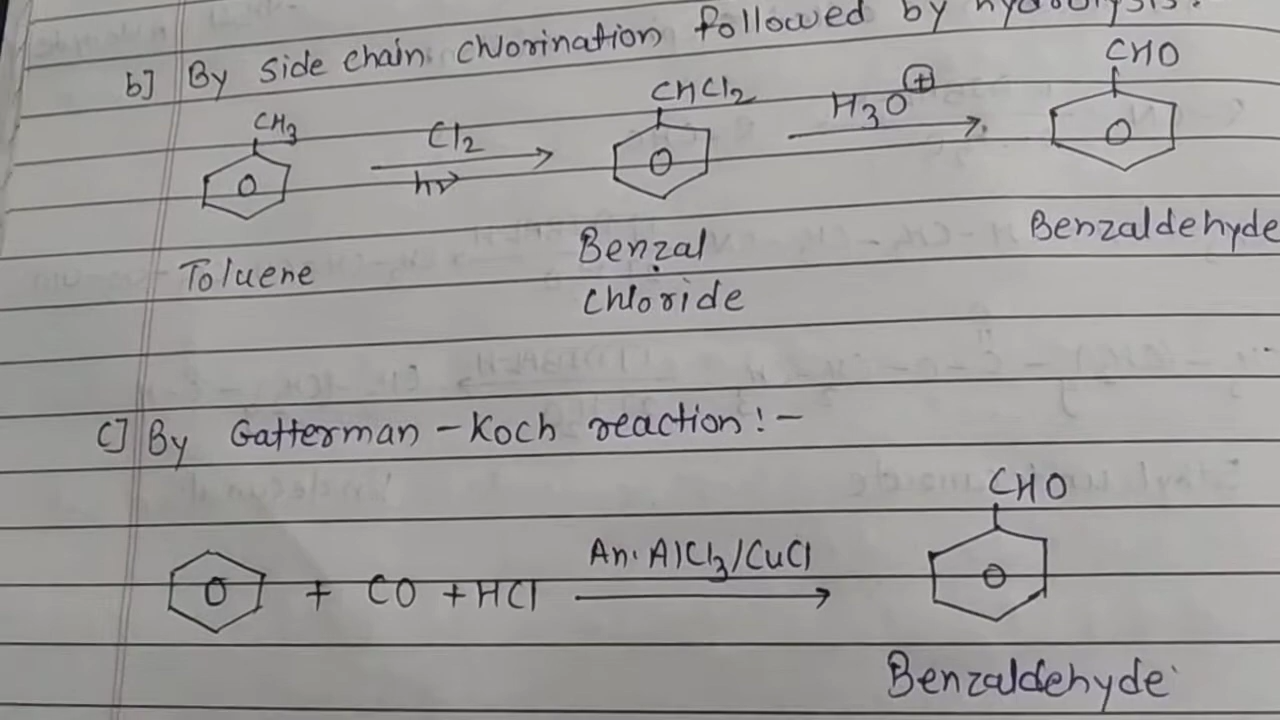 b] By side chain chlorination followed by hydrolysis.
CH3 Cl2 hν CHCl2 H3O⊕ CHO
Toluene Benzal chloride Benzaldehyde
c] By Gatterman - Koch reaction! -
+ CO + HCl An. AlCl3/CuCl CHO
Benzaldehyde